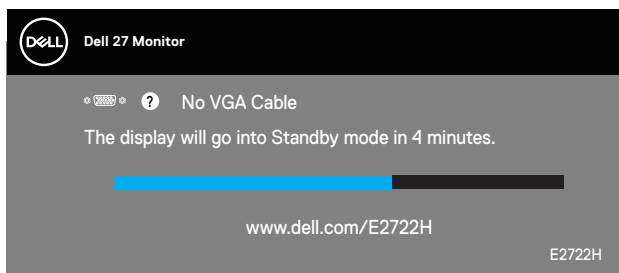 DELL
Dell 27 Monitor
? No VGA Cable
The display will go into Standby mode in 4 minutes.
www.dell.com/E2722H
E2722H